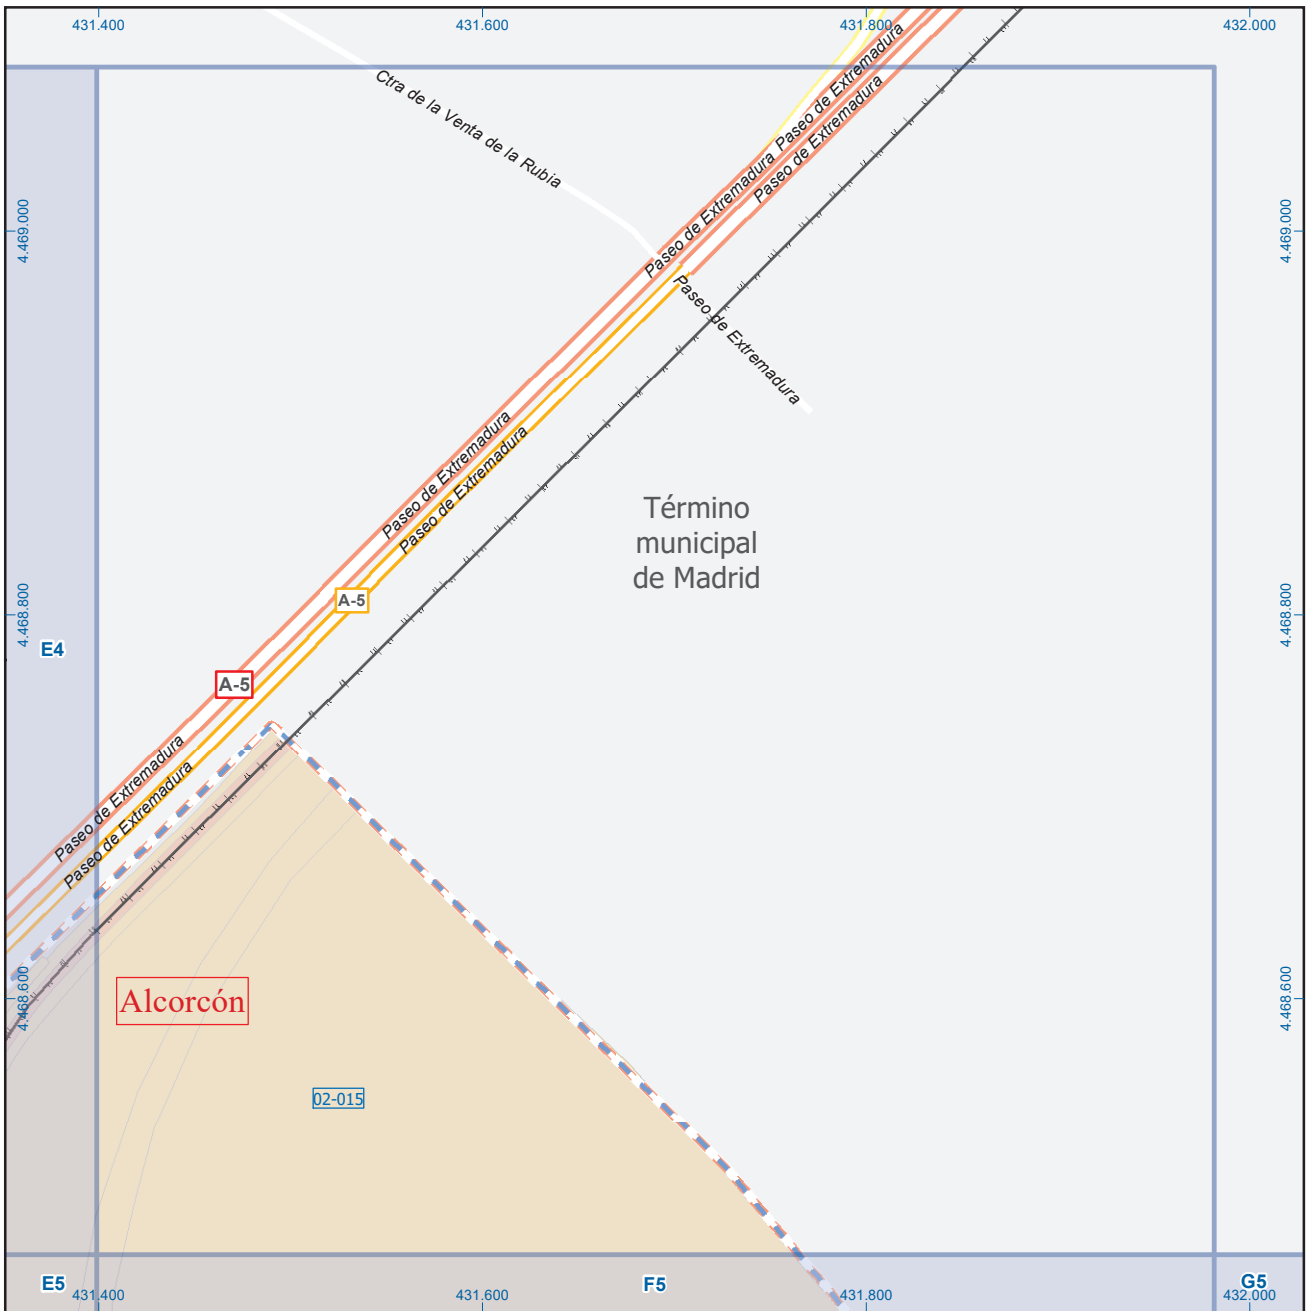 431.400
431.600
431.800
432.000
Ctra de la Venta de la Rubia
Paseo de Extremadura
Paseo de Extremadura
Paseo de Extremadura
4.469.000
4.469.000
Paseo de Extremadura
Paseo de Extremadura
Paseo de Extremadura
Término
municipal
de Madrid
A-5
4.468.800
4.468.800
E4
A-5
Paseo de Extremadura
Paseo de Extremadura
4.468.600
4.468.600
Alcorcón
02-015
E5
F5
G5
431.400
431.600
431.800
432.000